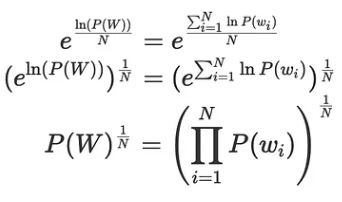 e^{\frac{\ln(P(W))}{N}} = e^{\frac{\sum_{i=1}^{N} \ln P(w_i)}{N}}
(e^{\ln(P(W))})^{\frac{1}{N}} = (e^{\sum_{i=1}^{N} \ln P(w_i)})^{\frac{1}{N}}
P(W)^{\frac{1}{N}} = \left( \prod_{i=1}^{N} P(w_i) \right)^{\frac{1}{N}}